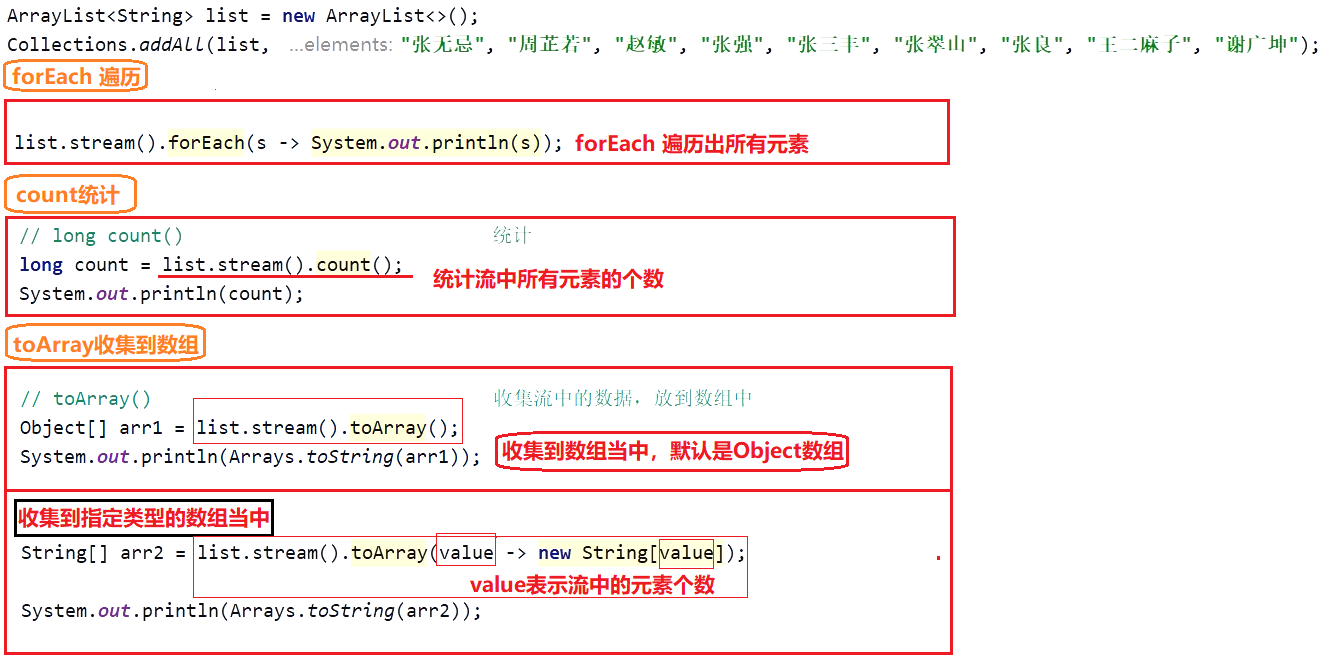 ArrayList<String> list = new ArrayList<>();
Collections.addAll(list, ...elements: "张无忌", "周芷若", "赵敏", "张强", "张三丰", "张翠山", "张良", "王二麻子", "谢广坤");
forEach 遍历
list.stream().forEach(s -> System.out.println(s)); forEach 遍历出所有元素
count统计
// long count() 统计
long count = list.stream().count();
统计流中所有元素的个数
System.out.println(count);
toArray收集到数组
// toArray() 收集流中的数据，放到数组中
Object[] arr1 = list.stream().toArray();
收集到数组当中，默认是Object数组
System.out.println(Arrays.toString(arr1));
收集到指定类型的数组当中
String[] arr2 = list.stream().toArray(value -> new String[value]);
value表示流中的元素个数
System.out.println(Arrays.toString(arr2));